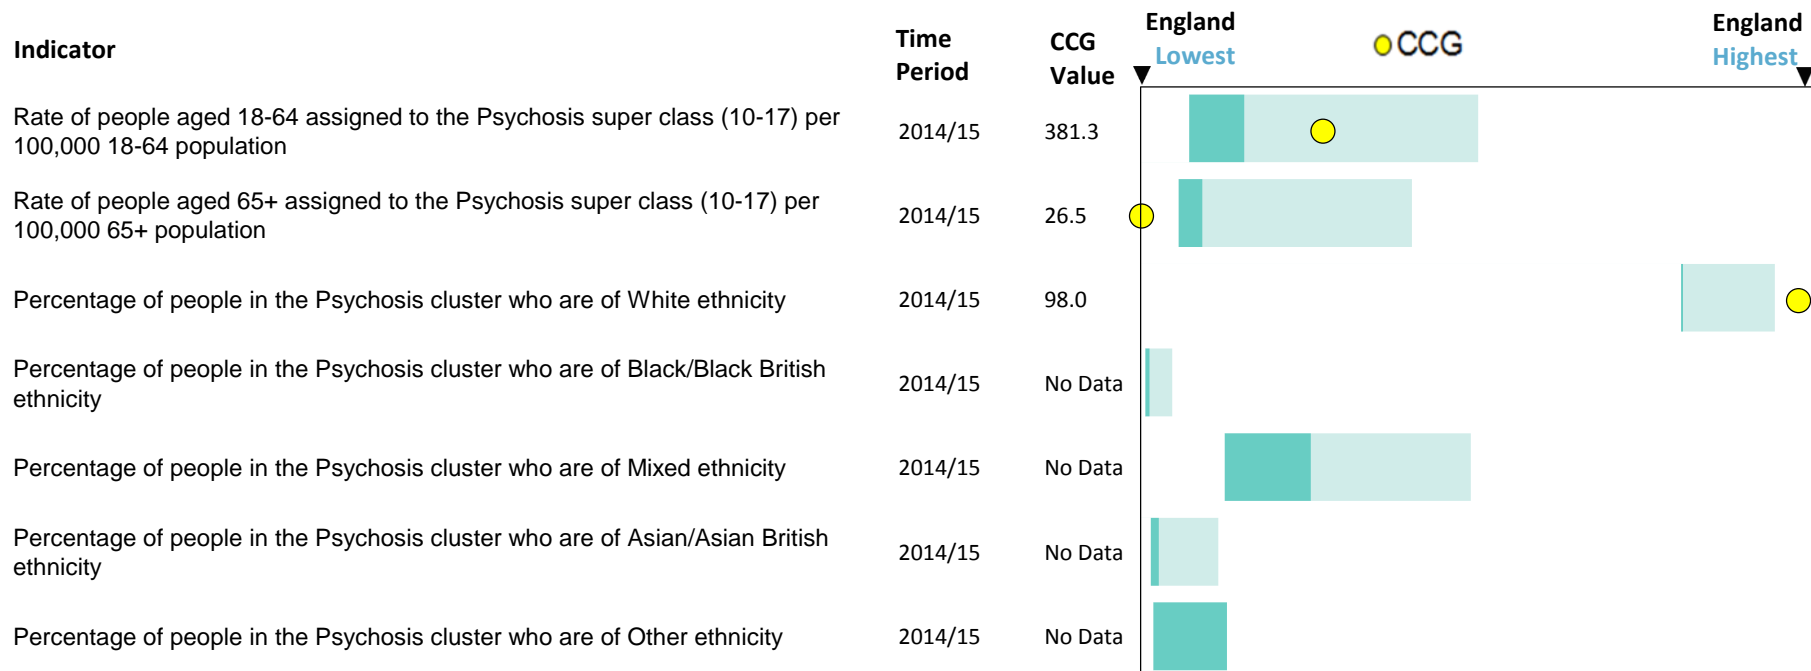 Indicator
Time
Period
CCG
Value
England
Lowest
CCG
England
Highest
Rate of people aged 18-64 assigned to the Psychosis super class (10-17) per
100,000 18-64 population
2014/15
381.3
Rate of people aged 65+ assigned to the Psychosis super class (10-17) per
100,000 65+ population
2014/15
26.5
Percentage of people in the Psychosis cluster who are of White ethnicity
2014/15
98.0
Percentage of people in the Psychosis cluster who are of Black/Black British
ethnicity
2014/15
No Data
Percentage of people in the Psychosis cluster who are of Mixed ethnicity
2014/15
No Data
Percentage of people in the Psychosis cluster who are of Asian/Asian British
ethnicity
2014/15
No Data
Percentage of people in the Psychosis cluster who are of Other ethnicity
2014/15
No Data